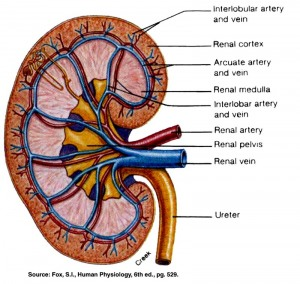 Interlobular artery
and vein
Renal cortex
Arcuate artery
and vein
Renal medulla
Interlobar artery
and vein
Renal artery
Renal pelvis
Renal vein
Ureter
Creek
Source: Fox, S.I., Human Physiology, 6th ed., pg. 529.